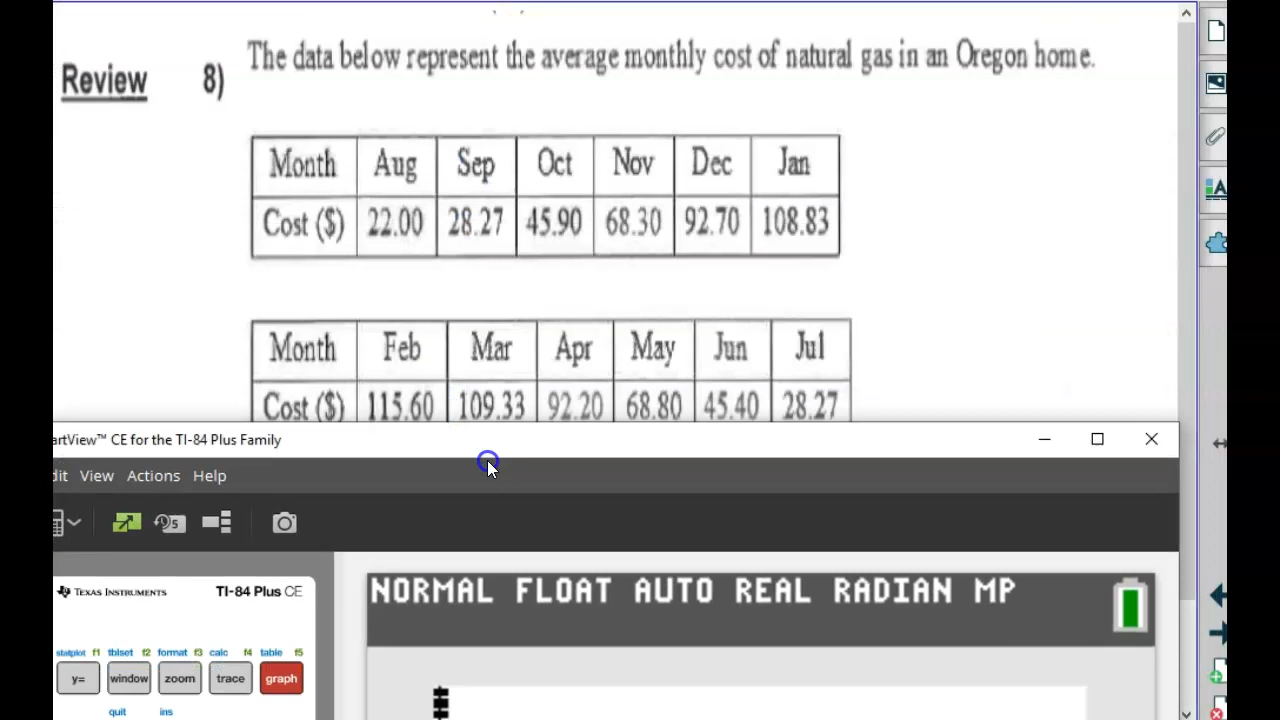 The data below represent the average monthly cost of natural gas in an Oregon home.
Review 8)
Month Aug Sep Oct Nov Dec Jan
Cost ($) 22.00 28.27 45.90 68.30 92.70 108.83
Month Feb Mar Apr May Jun Jul
Cost ($) 115.60 109.33 92.20 68.80 45.40 28.27
artView™ CE for the TI-84 Plus Family
dit View Actions Help
5
TEXAS INSTRUMENTS TI-84 Plus CE
NORMAL FLOAT AUTO REAL RADIAN MP
statplot f1 tblset f2 format f3 calc f4 table f5
y= window zoom trace graph
quit ins